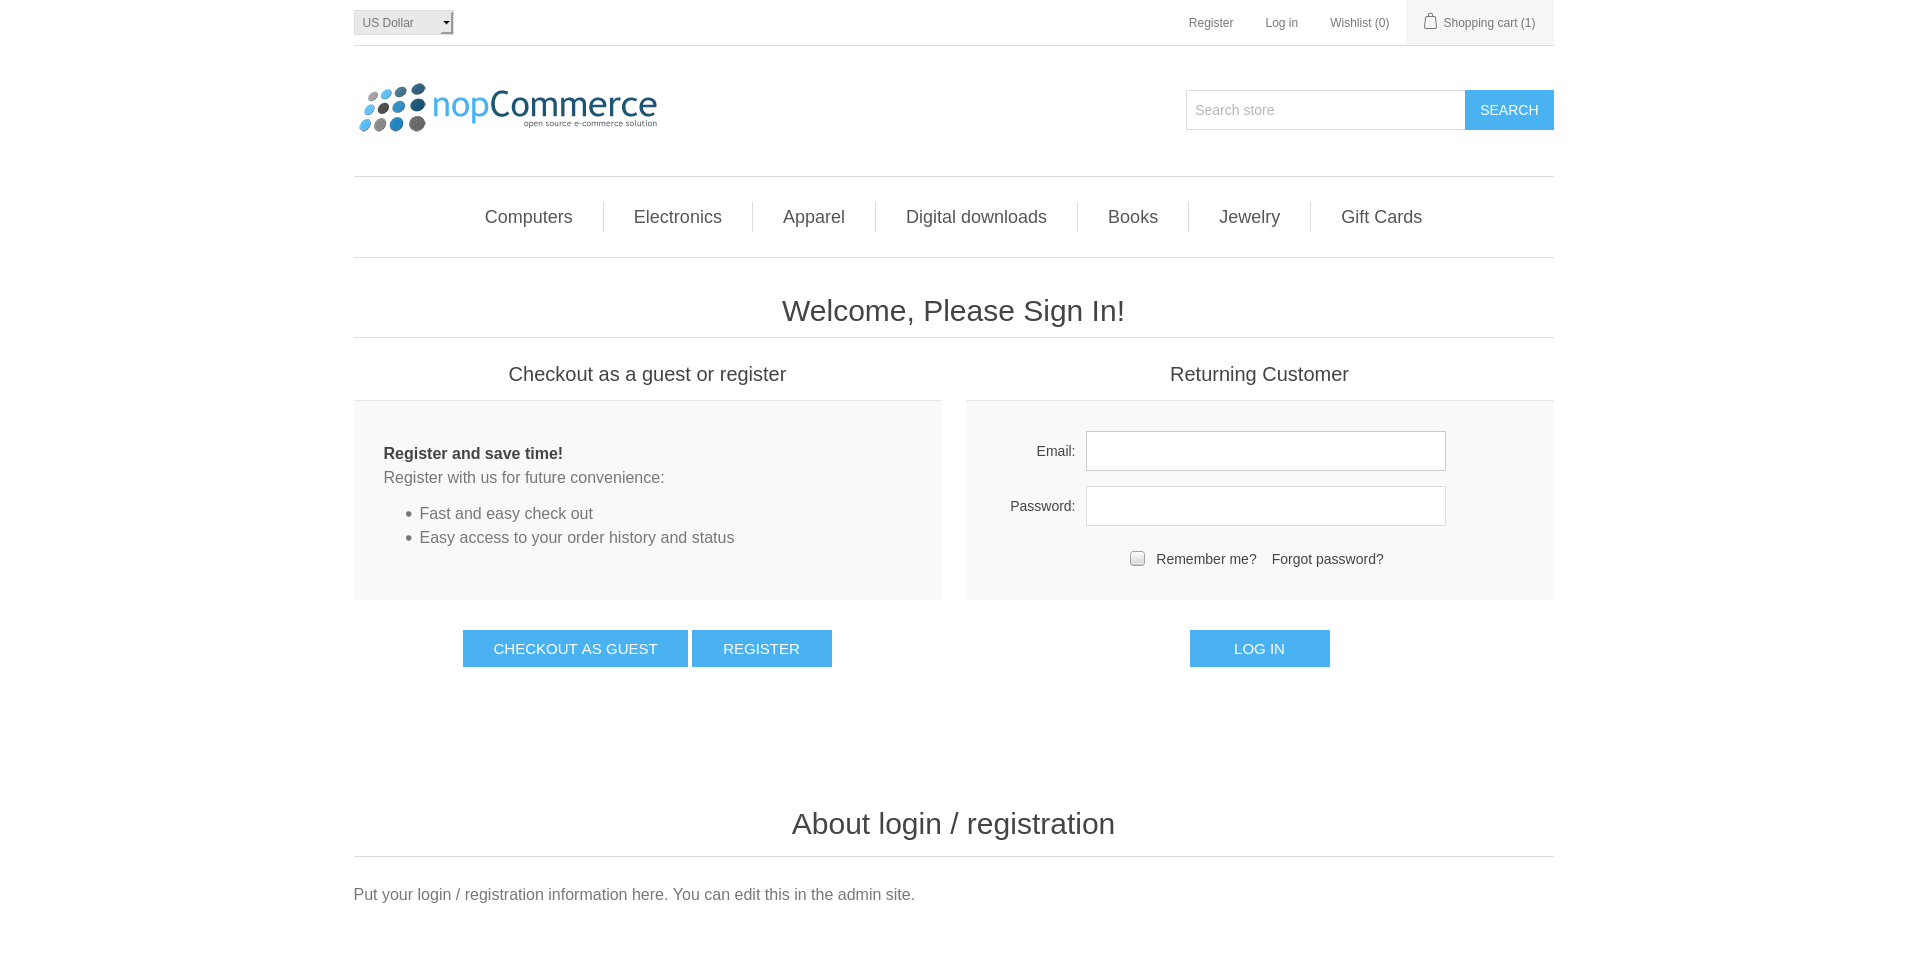 US Dollar
Register
Log in
Wishlist (0)
Shopping cart (1)
nopCommerce
open source e-commerce solution
Search store
SEARCH
Computers
Electronics
Apparel
Digital downloads
Books
Jewelry
Gift Cards
Welcome, Please Sign In!
Checkout as a guest or register
Register and save time!
Register with us for future convenience:
Fast and easy check out
Easy access to your order history and status
CHECKOUT AS GUEST
REGISTER
Returning Customer
Email:
Password:
Remember me?
Forgot password?
LOG IN
About login / registration
Put your login / registration information here. You can edit this in the admin site.